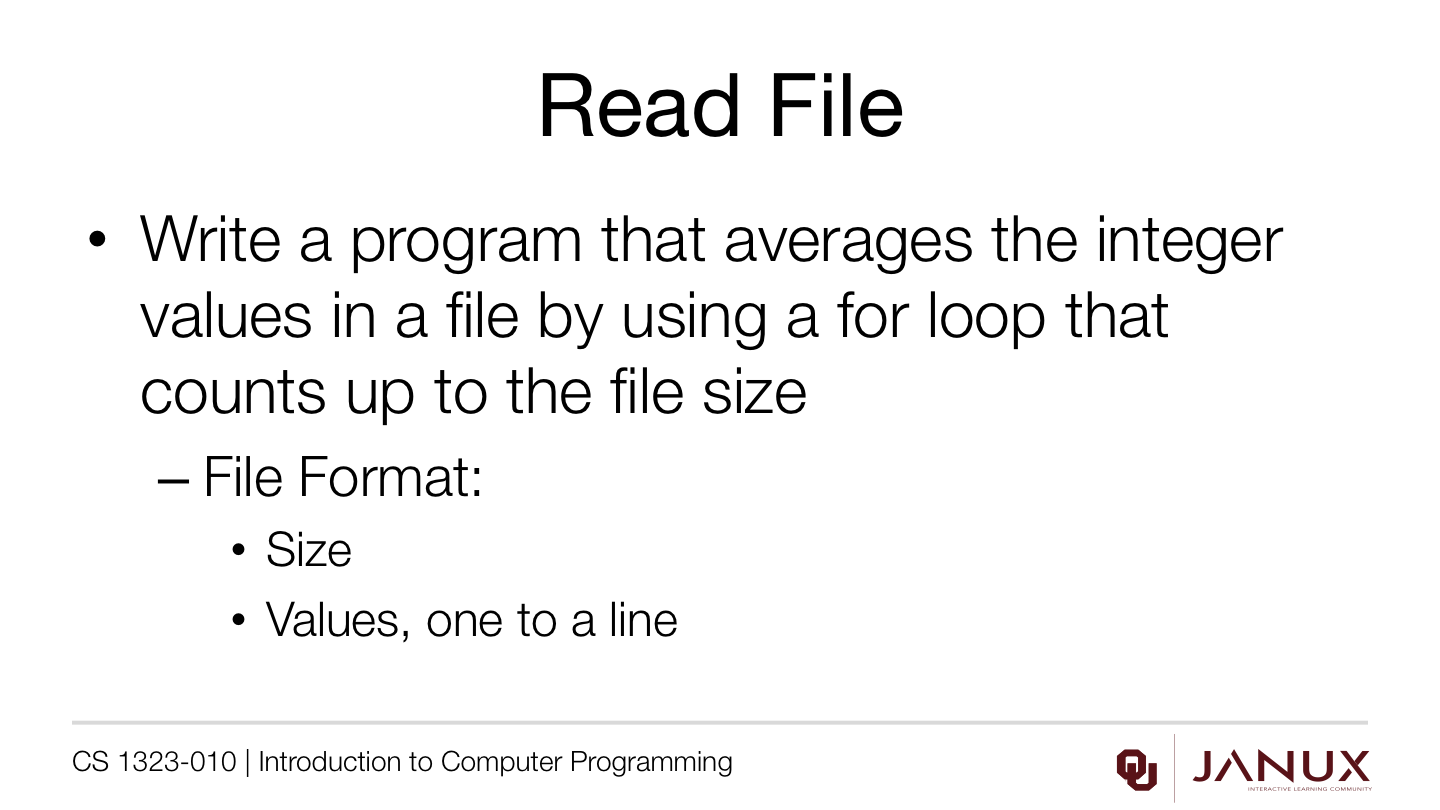 Read File
• Write a program that averages the integer
values in a file by using a for loop that
counts up to the file size
– File Format:
• Size
• Values, one to a line
CS 1323-010 | Introduction to Computer Programming
OU
JANUX
INTERACTIVE LEARNING COMMUNITY